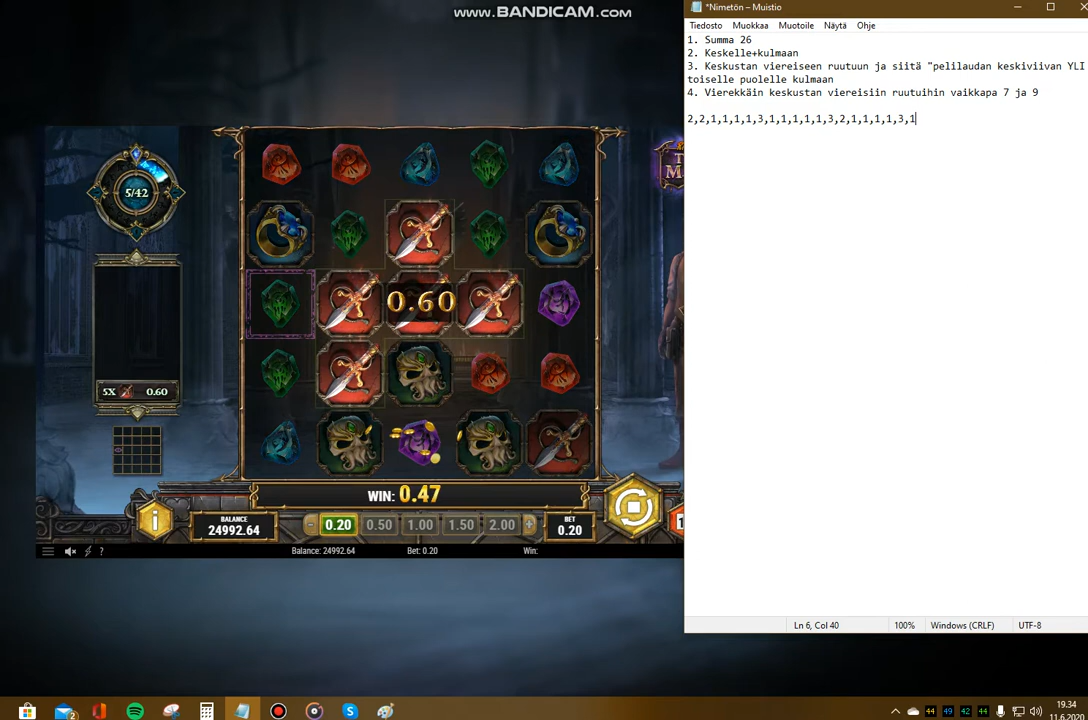 www.BANDICAM.com
*Nimetön – Muistio
Tiedosto Muokkaa Muotoile Näytä Ohje
1. Summa 26
2. Keskelle+kulmaan
3. Keskustan viereiseen ruutuun ja siitä "pelilaudan keskiviivan YLI
toiselle puolelle kulmaan
4. Vierekkäin keskustan viereisiin ruutuihin vaikkapa 7 ja 9
2,2,1,1,1,1,3,1,1,1,1,1,3,2,1,1,1,1,3,1
5/42
0.60
5X 0.60
WIN: 0.47
BALANCE
24992.64
- 0.20 0.50 1.00 1.50 2.00 +
BET
0.20
Balance: 24992.64 Bet: 0.20 Win:
Ln 6, Col 40 100% Windows (CRLF) UTF-8
2 S 44 49 42 44
19.34
11.6.2020